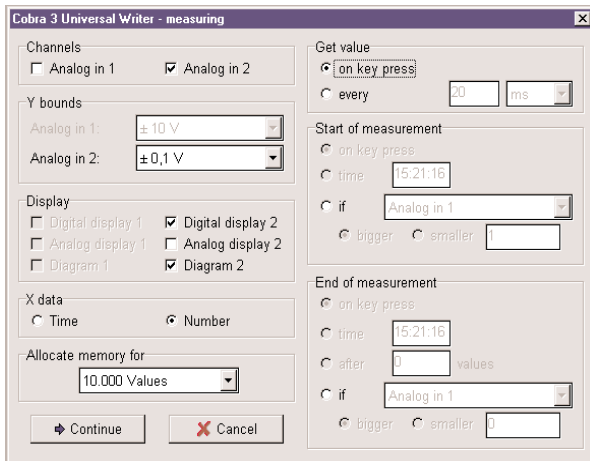 Cobra 3 Universal Writer - measuring
Channels
Analog in 1 Analog in 2
Y bounds
Analog in 1: ± 10 V
Analog in 2: ± 0,1 V
Display
Digital display 1 Digital display 2
Analog display 1 Analog display 2
Diagram 1 Diagram 2
X data
Time Number
Allocate memory for
10.000 Values
Continue Cancel
Get value
on key press
every 20 ms
Start of measurement
on key press
time 15:21:16
if Analog in 1
bigger smaller 1
End of measurement
on key press
time 15:21:16
after 0 values
if Analog in 1
bigger smaller 0